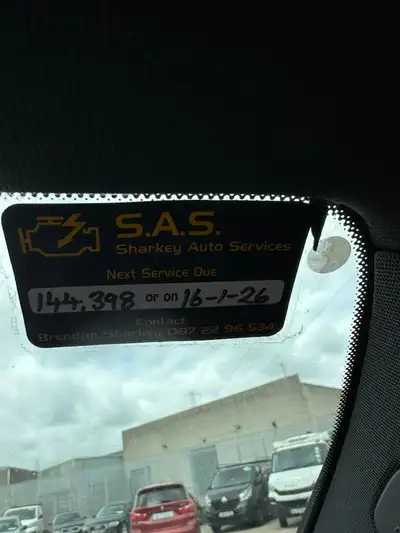 S.A.S.
Sharkey Auto Services
Next Service Due
144,398 or on 16-1-26
Contact
Brendan Sharkey 087 22 96 534